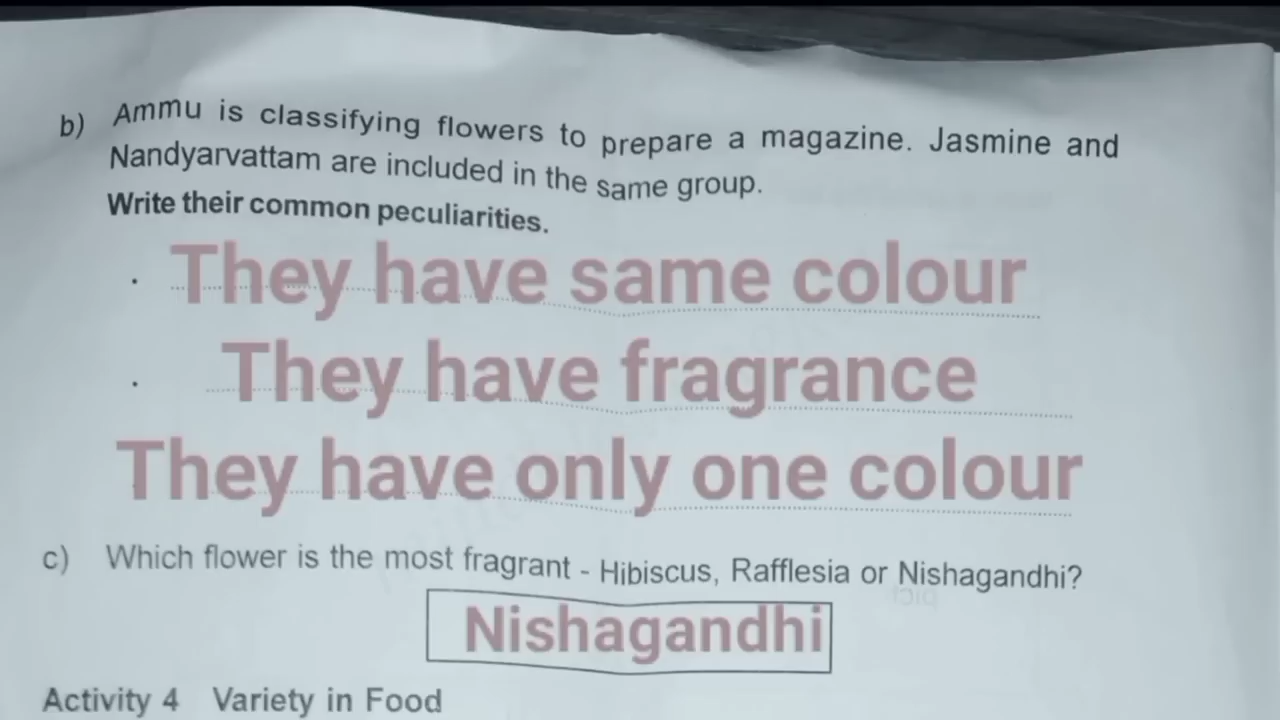 b) Ammu is classifying flowers to prepare a magazine. Jasmine and
Nandyarvattam are included in the same group.
Write their common peculiarities.
. They have same colour
. They have fragrance
They have only one colour
c) Which flower is the most fragrant - Hibiscus, Rafflesia or Nishagandhi?
Nishagandhi
Activity 4 Variety in Food